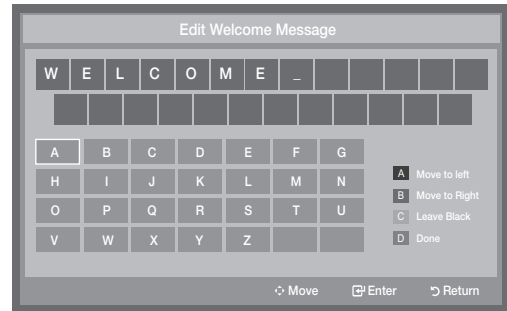 Edit Welcome Message
W E L C O M E _
A B C D E F G
H I J K L M N
O P Q R S T U
V W X Y Z
A Move to left
B Move to Right
C Leave Black
D Done
Move Enter Return